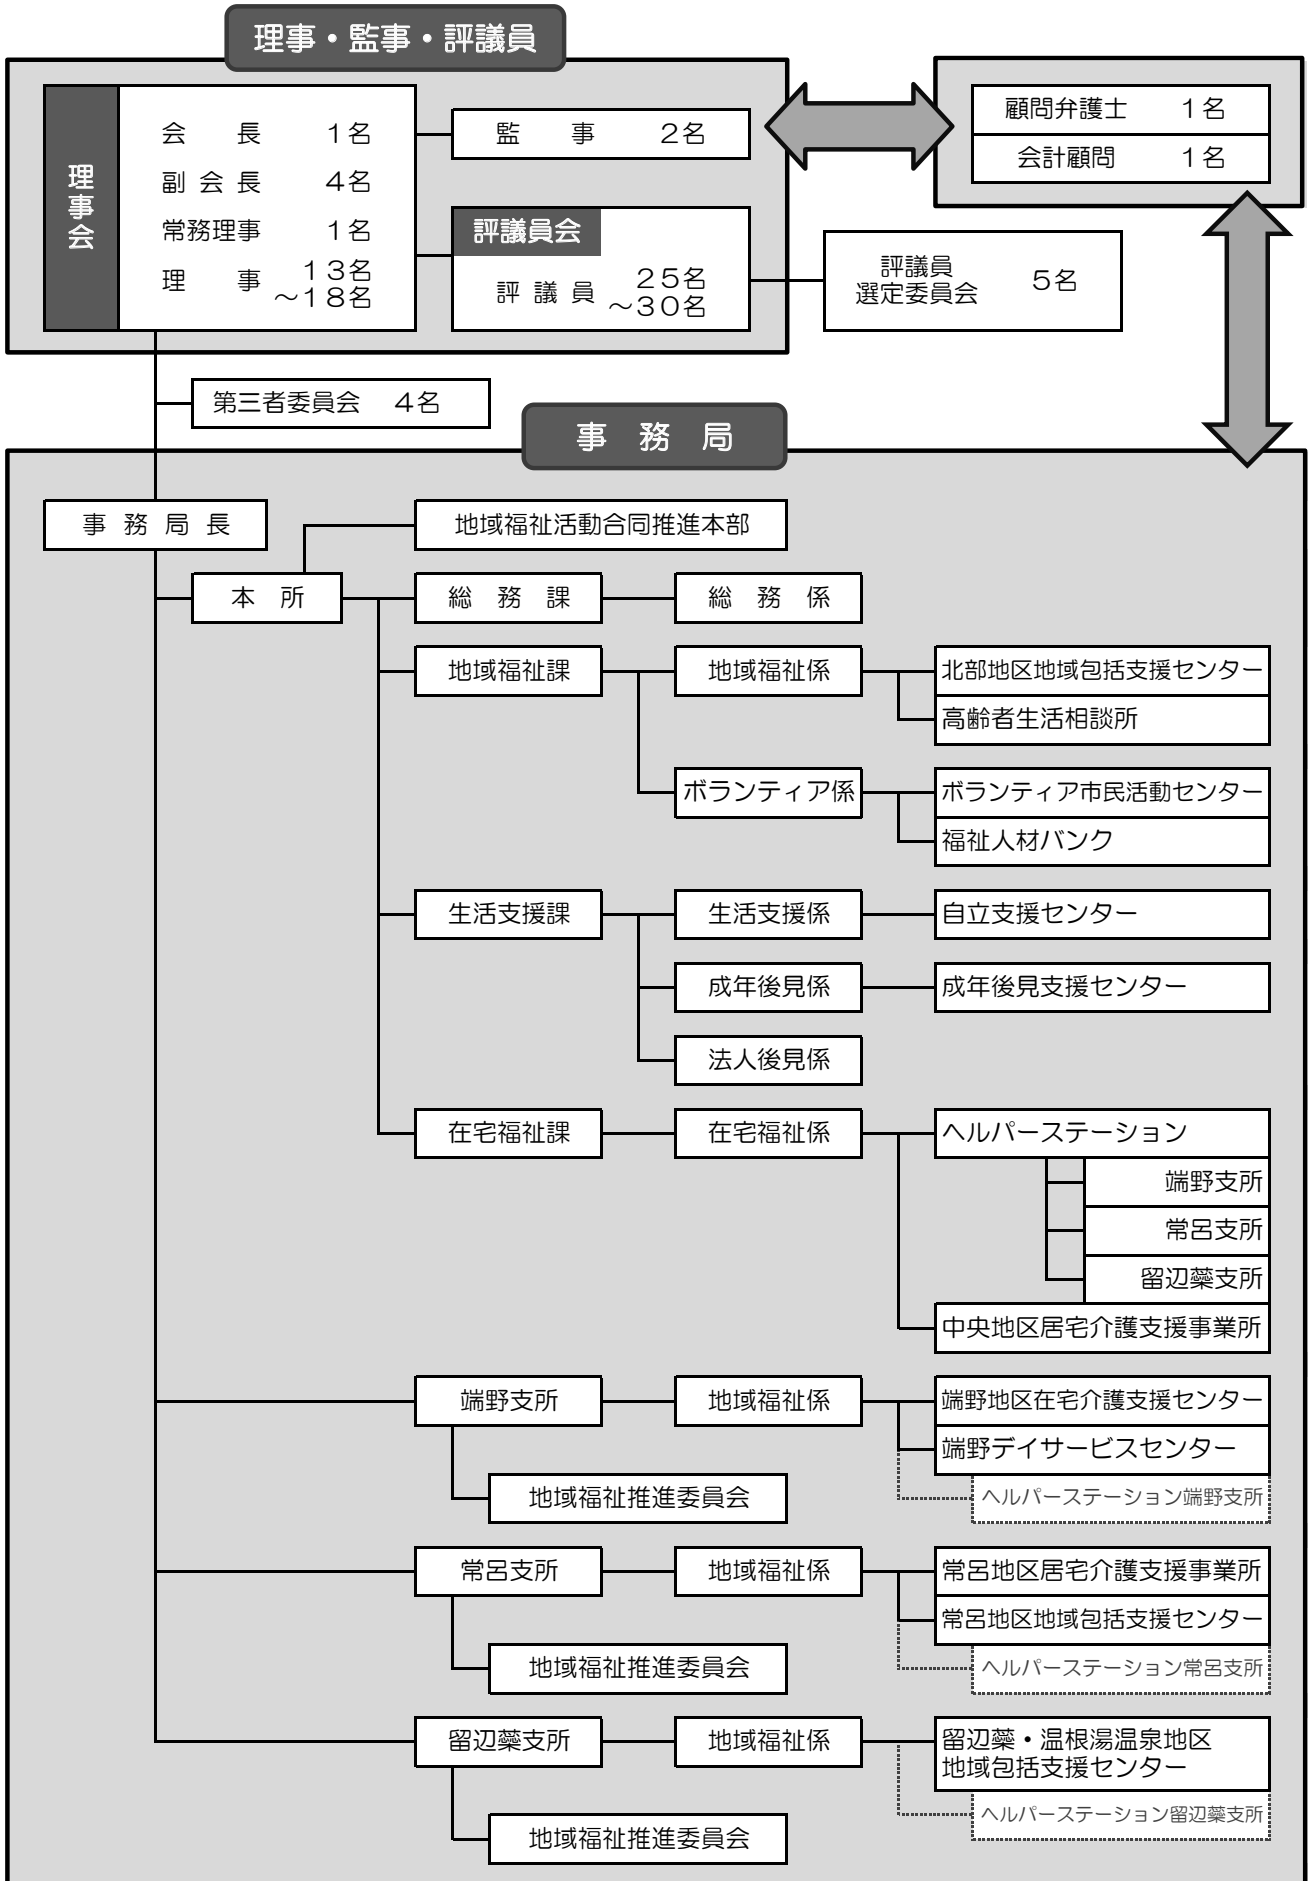 理事・監事・評議員
理事会
会長 1名
副会長 4名
常務理事 1名
理事 13名
～18名
監事 2名
評議員会
評議員 25名
～30名
顧問弁護士 1名
会計顧問 1名
評議員
選定委員会 5名
第三者委員会 4名
事務局
事務局長
地域福祉活動合同推進本部
本所
総務課
総務係
地域福祉課
地域福祉係
北部地区地域包括支援センター
高齢者生活相談所
ボランティア係
ボランティア市民活動センター
福祉人材バンク
生活支援課
生活支援係
自立支援センター
成年後見係
成年後見支援センター
法人後見係
在宅福祉課
在宅福祉係
ヘルパーステーション
端野支所
常呂支所
留辺蘂支所
中央地区居宅介護支援事業所
端野支所
地域福祉係
端野地区在宅介護支援センター
端野デイサービスセンター
地域福祉推進委員会
ヘルパーステーション端野支所
常呂支所
地域福祉係
常呂地区居宅介護支援事業所
常呂地区地域包括支援センター
地域福祉推進委員会
ヘルパーステーション常呂支所
留辺蘂支所
地域福祉係
留辺蘂・温根湯温泉地区
地域包括支援センター
ヘルパーステーション留辺蘂支所
地域福祉推進委員会